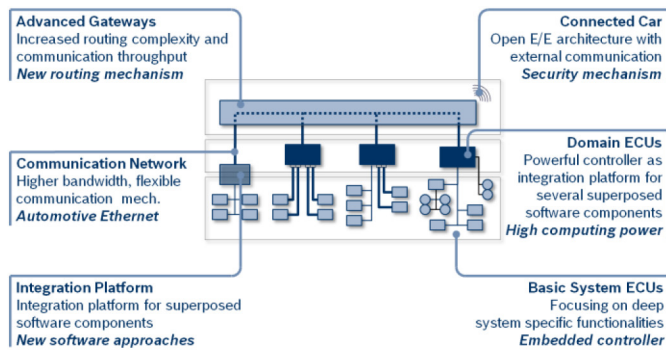 Advanced Gateways
Increased routing complexity and
communication throughput
New routing mechanism
Connected Car
Open E/E architecture with
external communication
Security mechanism
Communication Network
Higher bandwidth, flexible
communication mech.
Automotive Ethernet
Domain ECUs
Powerful controller as
integration platform for
several superposed
software components
High computing power
Integration Platform
Integration platform for superposed
software components
New software approaches
Basic System ECUs
Focusing on deep
system specific functionalities
Embedded controller